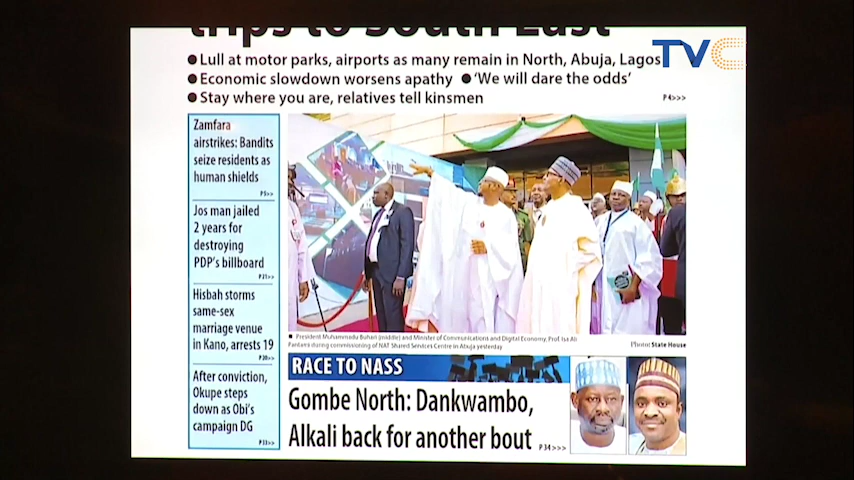 trips to South East
● Lull at motor parks, airports as many remain in North, Abuja, Lagos
● Economic slowdown worsens apathy ● ‘We will dare the odds’
● Stay where you are, relatives tell kinsmen
P4>>>
TVC
Zamfara
airstrikes: Bandits
seize residents as
human shields
P5>>
Jos man jailed
2 years for
destroying
PDP’s billboard
P21>>
Hisbah storms
same-sex
marriage venue
in Kano, arrests 19
P20>>
After conviction,
Okupe steps
down as Obi’s
campaign DG
P33>>
■ President Muhammadu Buhari (middle) and Minister of Communications and Digital Economy, Prof. Isa Ali
Pantami during commissioning of NAT Shared Services Centre in Abuja yesterday
Photo: State House
RACE TO NASS
Gombe North: Dankwambo,
Alkali back for another bout
P34>>>